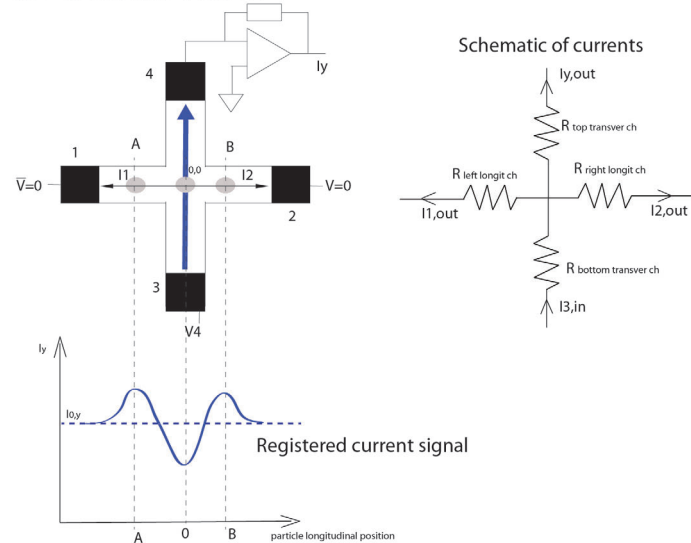 4
Iy
A
B
1
0,0
I1
I2
V=0
V=0
2
3
V4
Schematic of currents
Iy,out
R top transver ch
R left longit ch
R right longit ch
I1,out
I2,out
R bottom transver ch
I3,in
Iy
I0,y
Registered current signal
A
0
B
particle longitudinal position